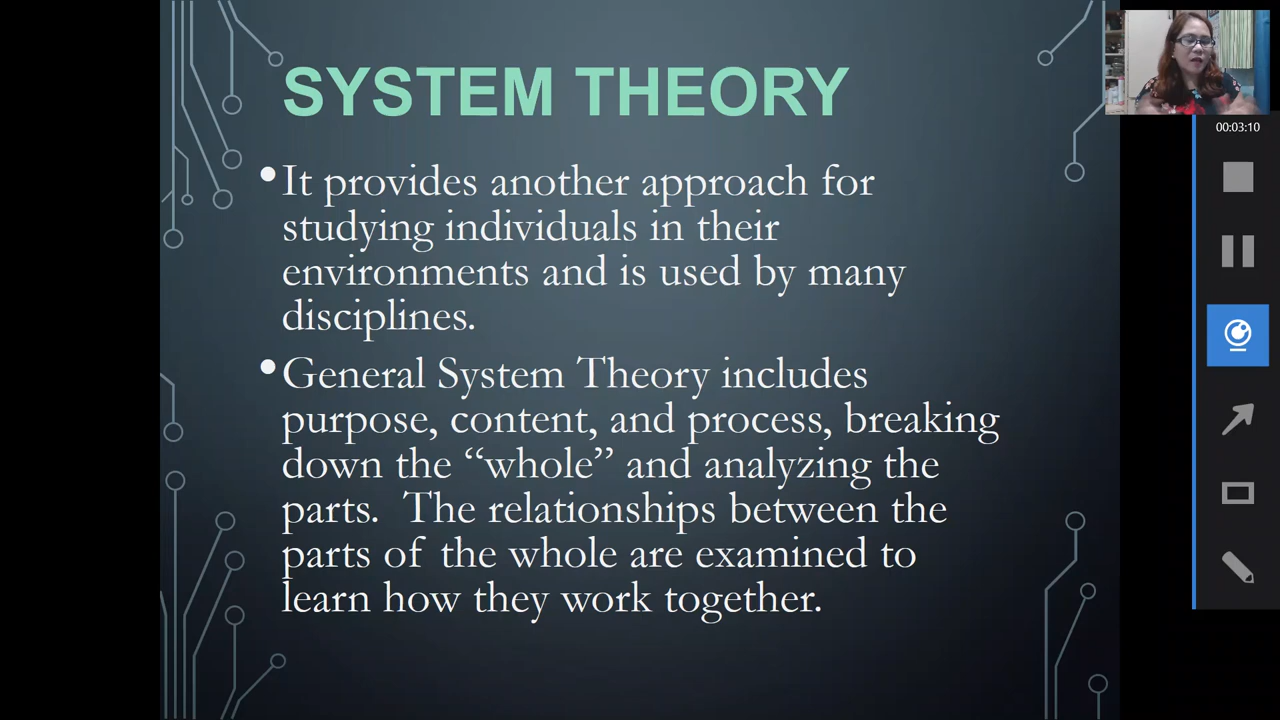 SYSTEM THEORY
•It provides another approach for
studying individuals in their
environments and is used by many
disciplines.
•General System Theory includes
purpose, content, and process, breaking
down the “whole” and analyzing the
parts.  The relationships between the
parts of the whole are examined to
learn how they work together.
00:03:10